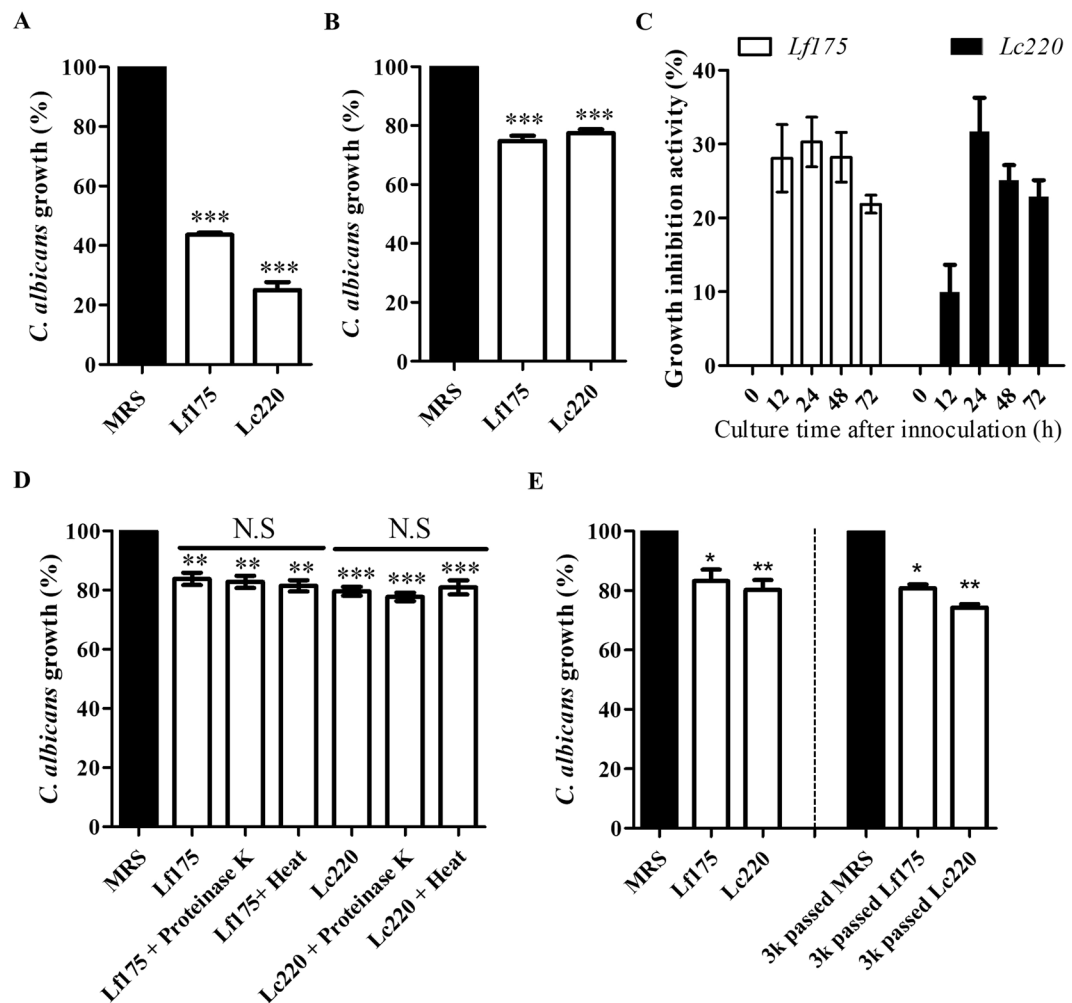 A
C. albicans growth (%)
100
80
60
40
20
0
***
***
MRS
Lf175
Lc220
B
C. albicans growth (%)
100
80
60
40
20
0
***
***
MRS
Lf175
Lc220
C
Lf175
Lc220
Growth inhibition activity (%)
40
30
20
10
0
0
12
24
48
72
0
12
24
48
72
Culture time after innoculation (h)
D
C. albicans growth (%)
100
80
60
40
20
0
N.S
N.S
**
**
**
***
***
***
MRS
Lf175
Lf175 + Proteinase K
Lf175+ Heat
Lc220
Lc220 + Proteinase K
Lc220 + Heat
E
C. albicans growth (%)
100
80
60
40
20
0
*
**
*
**
MRS
Lf175
Lc220
3k passed MRS
3k passed Lf175
3k passed Lc220